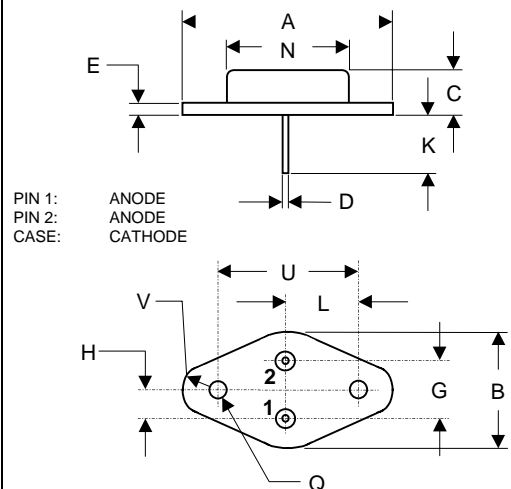 A
N
E
C
K
D
PIN 1: ANODE
PIN 2: ANODE
CASE: CATHODE
U
V
L
H
2
G
B
1
Q